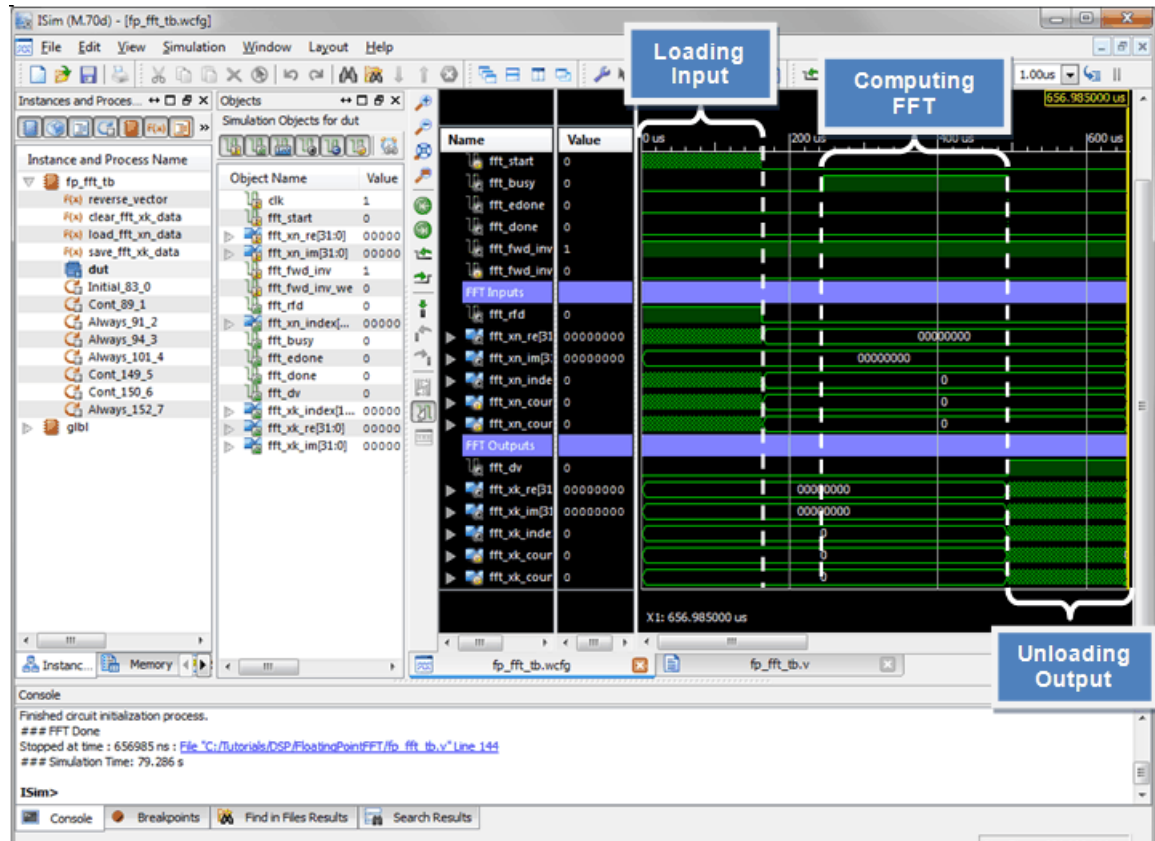 ISim (M.70d) - [fp_fft_tb.wcfg]
File Edit View Simulation Window Layout Help
1.00us
Loading Input
Computing FFT
Unloading Output
Instances and Proces...
Instance and Process Name
fp_fft_tb
F(x) reverse_vector
F(x) clear_fft_xk_data
F(x) load_fft_xn_data
F(x) save_fft_xk_data
dut
Initial_83_0
Cont_89_1
Always_91_2
Always_94_3
Always_101_4
Cont_149_5
Cont_150_6
Always_152_7
glbl
Instanc... Memory
Objects
Simulation Objects for dut
Object Name Value
clk 1
fft_start 0
fft_xn_re[31:0] 00000
fft_xn_im[31:0] 00000
fft_fwd_inv 1
fft_fwd_inv_we 0
fft_rfd 0
fft_xn_index[... 00000
fft_busy 0
fft_edone 0
fft_done 0
fft_dv 0
fft_xk_index[1... 00000
fft_xk_re[31:0] 00000
fft_xk_im[31:0] 00000
656.985000 us
Name Value 0 us 200 us 400 us 600 us
fft_start 0
fft_busy 0
fft_edone 0
fft_done 0
fft_fwd_inv 1
fft_fwd_inv 0
FFT Inputs
fft_rfd 0
fft_xn_re[31 00000000 00000000
fft_xn_im[3: 00000000 00000000
fft_xn_inde 0 0
fft_xn_cour 0 0
fft_xn_cour 0 0
FFT Outputs
fft_dv 0
fft_xk_re[31 00000000 00000000
fft_xk_im[31 00000000 00000000
fft_xk_inde 0 0
fft_xk_cour 0 0
fft_xk_cour 0 0
X1: 656.985000 us
fp_fft_tb.wcfg fp_fft_tb.v
Console
Finished circuit initialization process.
### FFT Done
Stopped at time : 656985 ns : File "C:/Tutorials/DSP/FloatingPointFFT/fp_fft_tb.v" Line 144
### Simulation Time: 79.286 s
ISim>
Console Breakpoints Find in Files Results Search Results